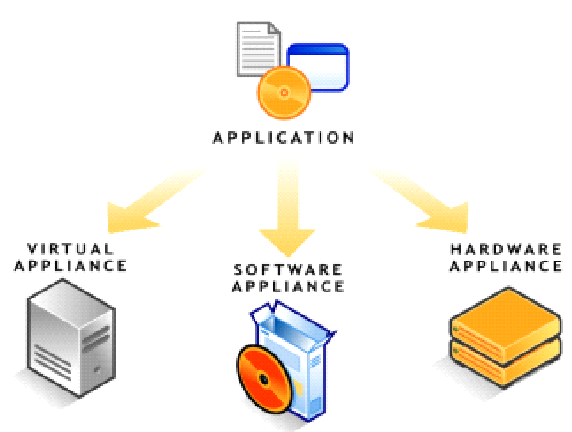 APPLICATION
VIRTUAL
APPLIANCE
SOFTWARE
APPLIANCE
HARDWARE
APPLIANCE